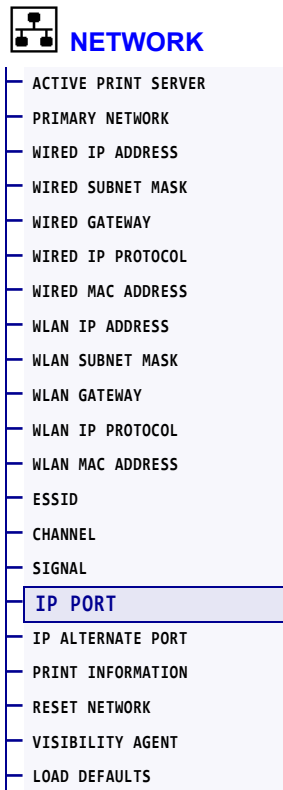 NETWORK
ACTIVE PRINT SERVER
PRIMARY NETWORK
WIRED IP ADDRESS
WIRED SUBNET MASK
WIRED GATEWAY
WIRED IP PROTOCOL
WIRED MAC ADDRESS
WLAN IP ADDRESS
WLAN SUBNET MASK
WLAN GATEWAY
WLAN IP PROTOCOL
WLAN MAC ADDRESS
ESSID
CHANNEL
SIGNAL
IP PORT
IP ALTERNATE PORT
PRINT INFORMATION
RESET NETWORK
VISIBILITY AGENT
LOAD DEFAULTS